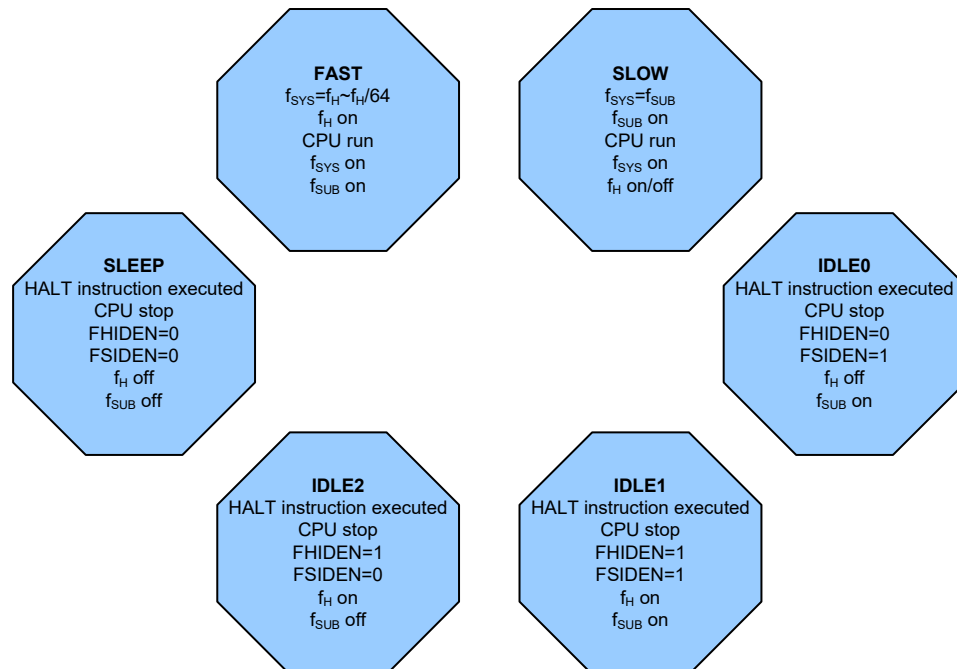 FAST
fSYS=fH~fH/64
fH on
CPU run
fSYS on
fSUB on
SLOW
fSYS=fSUB
fSUB on
CPU run
fSYS on
fH on/off
SLEEP
HALT instruction executed
CPU stop
FHIDEN=0
FSIDEN=0
fH off
fSUB off
IDLE0
HALT instruction executed
CPU stop
FHIDEN=0
FSIDEN=1
fH off
fSUB on
IDLE2
HALT instruction executed
CPU stop
FHIDEN=1
FSIDEN=0
fH on
fSUB off
IDLE1
HALT instruction executed
CPU stop
FHIDEN=1
FSIDEN=1
fH on
fSUB on